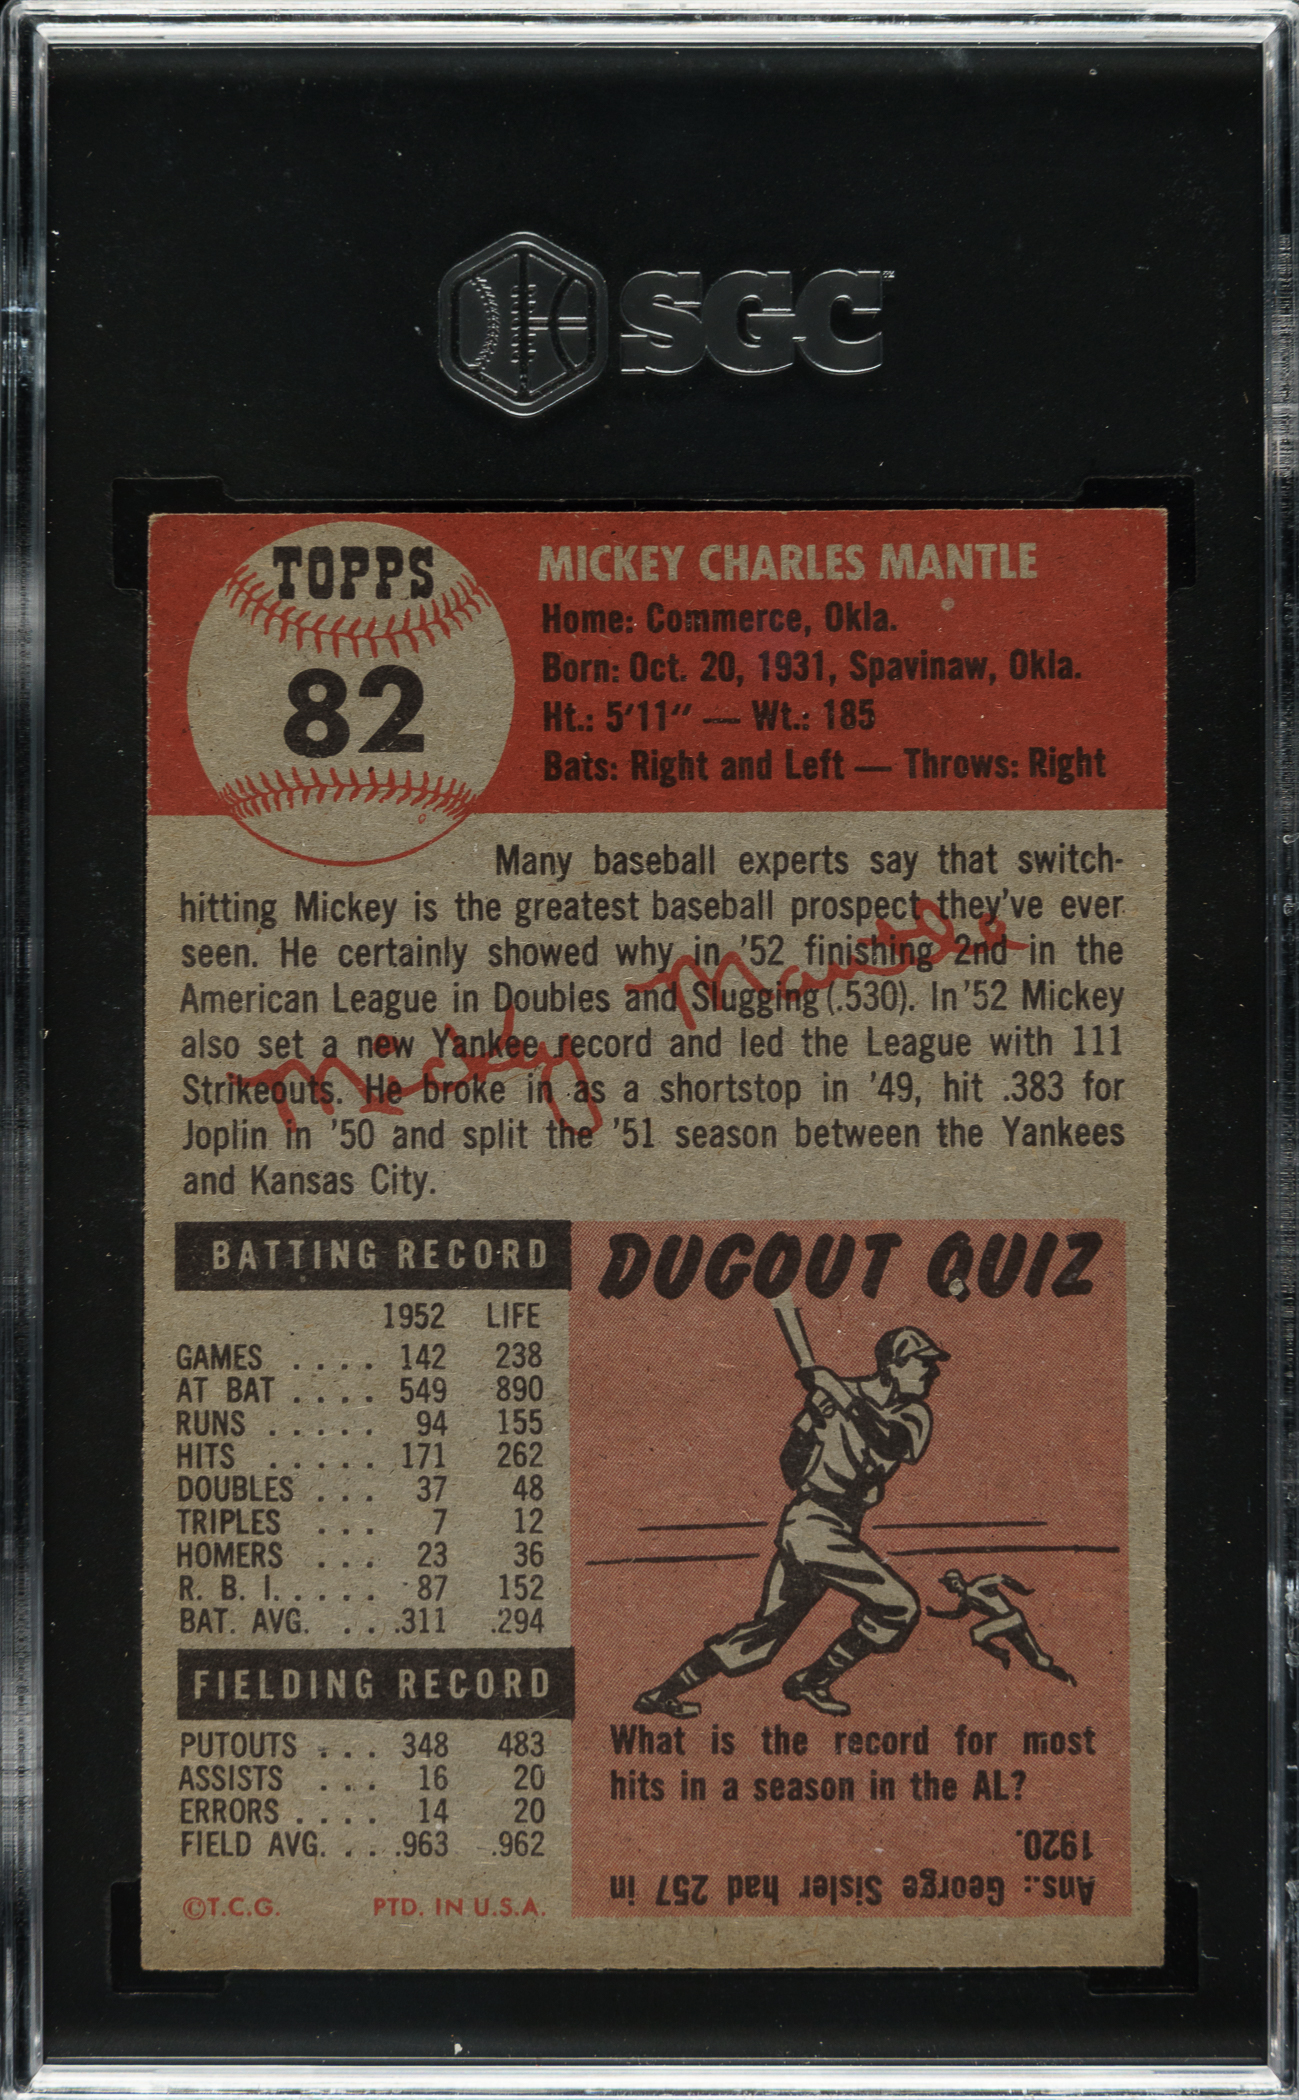 SGC
TOPPS
82
MICKEY CHARLES MANTLE
Home: Commerce, Okla.
Born: Oct. 20, 1931, Spavinaw, Okla.
Ht.: 5'11" — Wt.: 185
Bats: Right and Left — Throws: Right
Many baseball experts say that switch-
hitting Mickey is the greatest baseball prospect they've ever
seen. He certainly showed why in '52 finishing 2nd in the
American League in Doubles and Slugging (.530). In '52 Mickey
also set a new Yankee record and led the League with 111
Strikeouts. He broke in as a shortstop in '49, hit .383 for
Joplin in '50 and split the '51 season between the Yankees
and Kansas City.
Mickey Mantle
BATTING RECORD
1952 LIFE
GAMES .... 142 238
AT BAT .... 549 890
RUNS ..... 94 155
HITS ..... 171 262
DOUBLES ... 37 48
TRIPLES ... 7 12
HOMERS ... 23 36
R. B. I. .... 87 152
BAT. AVG. ...311 .294
FIELDING RECORD
PUTOUTS ... 348 483
ASSISTS ... 16 20
ERRORS .... 14 20
FIELD AVG. ...963 .962
©T.C.G. PTD. IN U.S.A.
DUGOUT QUIZ
What is the record for most
hits in a season in the AL?
Ans.: George Sisler had 257 in
1920.